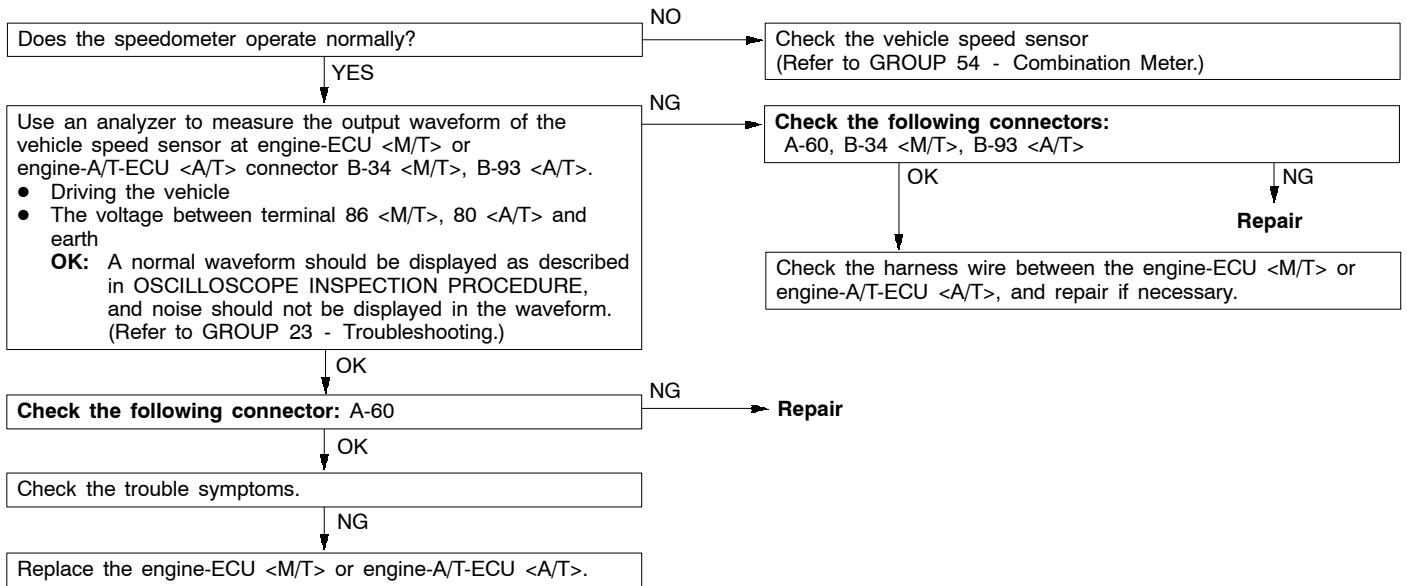 Does the speedometer operate normally?
NO
Check the vehicle speed sensor
(Refer to GROUP 54 - Combination Meter.)
YES
Use an analyzer to measure the output waveform of the
vehicle speed sensor at engine-ECU <M/T> or
engine-A/T-ECU <A/T> connector B-34 <M/T>, B-93 <A/T>.
● Driving the vehicle
● The voltage between terminal 86 <M/T>, 80 <A/T> and
earth
OK: A normal waveform should be displayed as described
in OSCILLOSCOPE INSPECTION PROCEDURE,
and noise should not be displayed in the waveform.
(Refer to GROUP 23 - Troubleshooting.)
NG
Check the following connectors:
A-60, B-34 <M/T>, B-93 <A/T>
OK
NG
Repair
Check the harness wire between the engine-ECU <M/T> or
engine-A/T-ECU <A/T>, and repair if necessary.
OK
Check the following connector: A-60
NG
Repair
OK
Check the trouble symptoms.
NG
Replace the engine-ECU <M/T> or engine-A/T-ECU <A/T>.